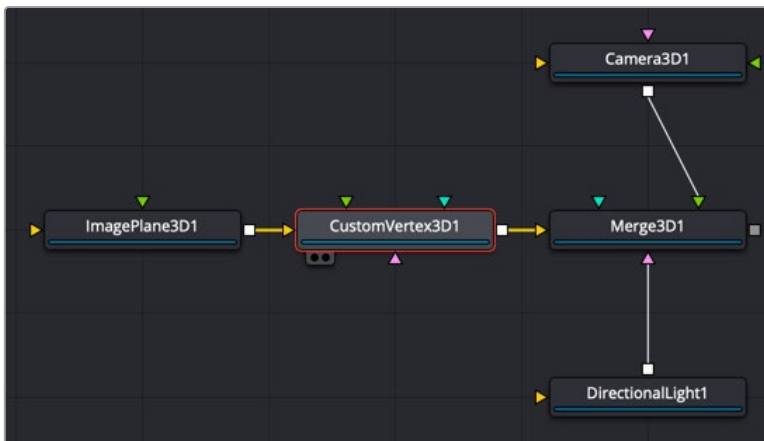 Camera3D1
ImagePlane3D1
CustomVertex3D1
Merge3D1
DirectionalLight1